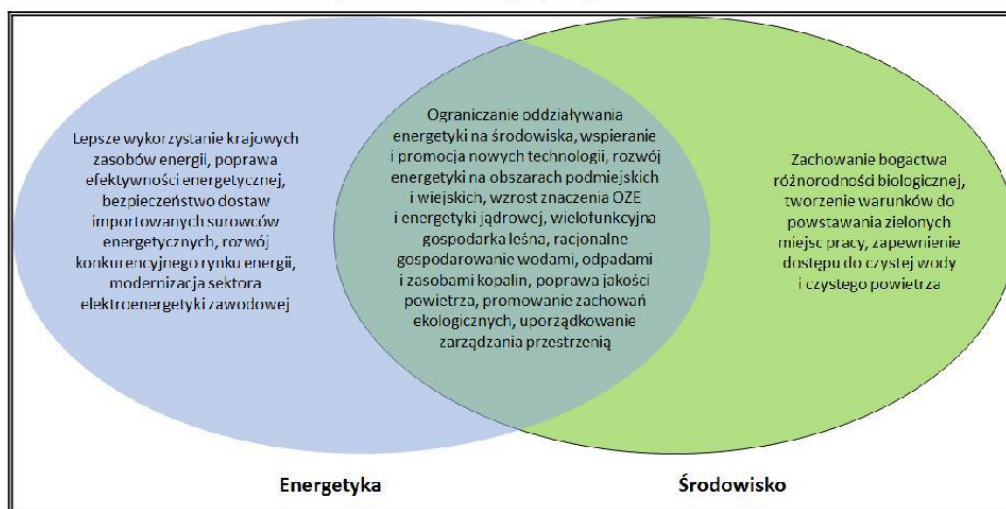 Lepsze wykorzystanie krajowych
zasobów energii, poprawa
efektywności energetycznej,
bezpieczeństwo dostaw
importowanych surowców
energetycznych, rozwój
konkurencyjnego rynku energii,
modernizacja sektora
elektroenergetyki zawodowej
Ograniczanie oddziaływania
energetyki na środowiska, wspieranie
i promocja nowych technologii, rozwój
energetyki na obszarach podmiejskich
i wiejskich, wzrost znaczenia OZE
i energetyki jądrowej, wielofunkcyjna
gospodarka leśna, racjonalne
gospodarowanie wodami, odpadami
i zasobami kopalin, poprawa jakości
powietrza, promowanie zachowań
ekologicznych, uporządkowanie
zarządzania przestrzenią
Zachowanie bogactwa
różnorodności biologicznej,
tworzenie warunków do
powstawania zielonych
miejsc pracy, zapewnienie
dostępu do czystej wody
i czystego powietrza
Energetyka
Środowisko